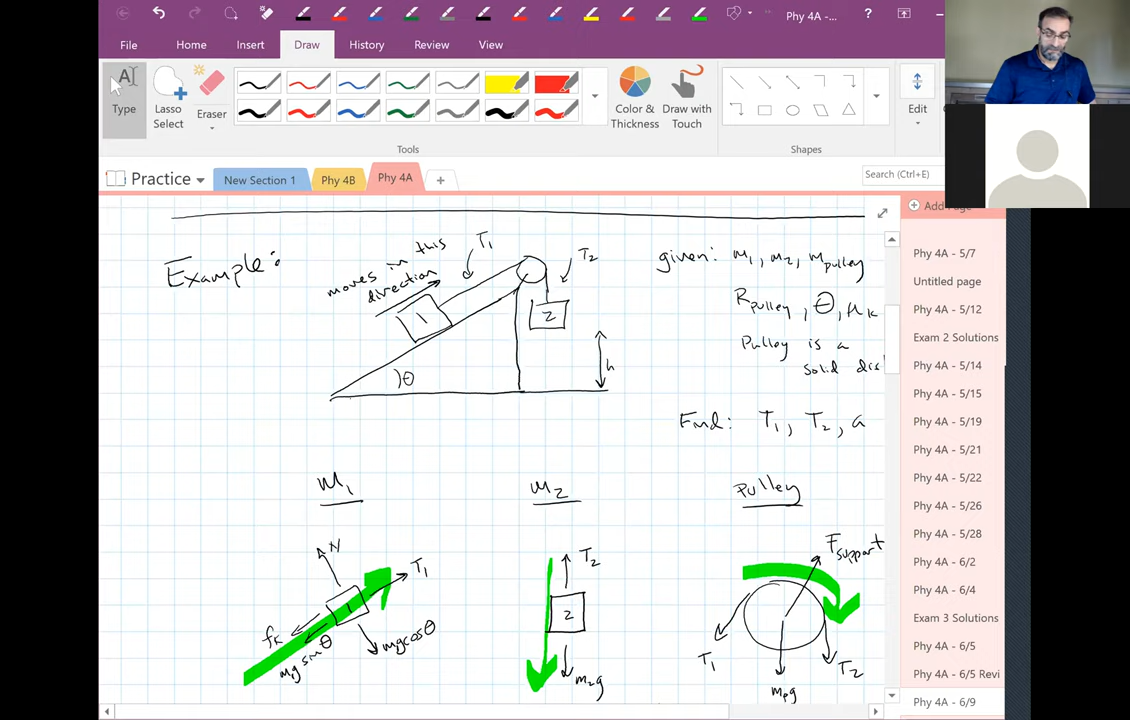 Phy 4A -
?
File
Home
Insert
Draw
History
Review
View
Type
Lasso
Select
Eraser
Color &
Thickness
Draw with
Touch
Edit
Tools
Shapes
Practice
New Section 1
Phy 4B
Phy 4A
+
Search (Ctrl+E)
Add Page
Phy 4A - 5/7
Untitled page
Phy 4A - 5/12
Exam 2 Solutions
Phy 4A - 5/14
Phy 4A - 5/15
Phy 4A - 5/19
Phy 4A - 5/21
Phy 4A - 5/22
Phy 4A - 5/26
Phy 4A - 5/28
Phy 4A - 6/2
Phy 4A - 6/4
Exam 3 Solutions
Phy 4A - 6/5
Phy 4A - 6/5 Revi
Phy 4A - 6/9
Example:
moves in this
direction
T₁
T₂
1
2
θ
h
given: m₁, m₂, mpulley
Rpulley, θ, μk
Pulley is a
solid dis
Find: T₁, T₂, a
m₁
m₂
Pulley
N
T₁
1
fk
m₁g sinθ
mgcosθ
T₂
2
m₂g
Fsupport
T₁
T₂
mpg